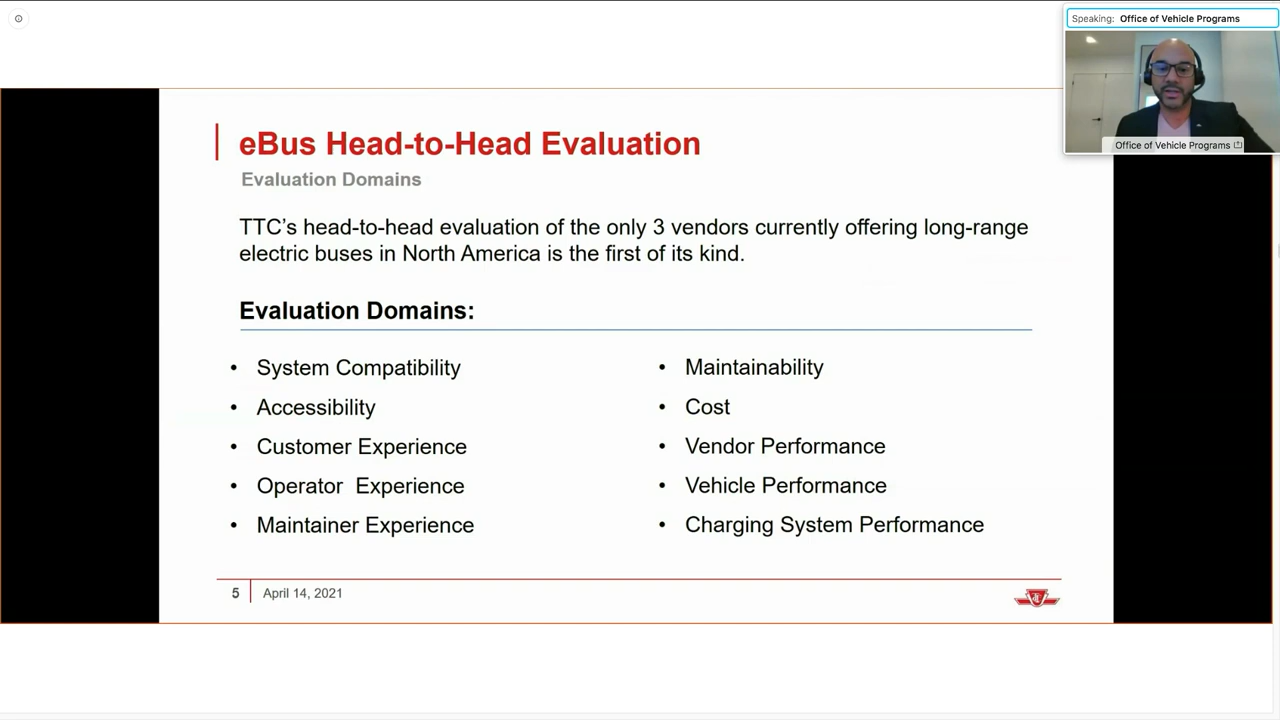 Speaking: Office of Vehicle Programs
Office of Vehicle Programs
eBus Head-to-Head Evaluation
Evaluation Domains
TTC's head-to-head evaluation of the only 3 vendors currently offering long-range
electric buses in North America is the first of its kind.
Evaluation Domains:
• System Compatibility
• Accessibility
• Customer Experience
• Operator  Experience
• Maintainer Experience
• Maintainability
• Cost
• Vendor Performance
• Vehicle Performance
• Charging System Performance
5 April 14, 2021